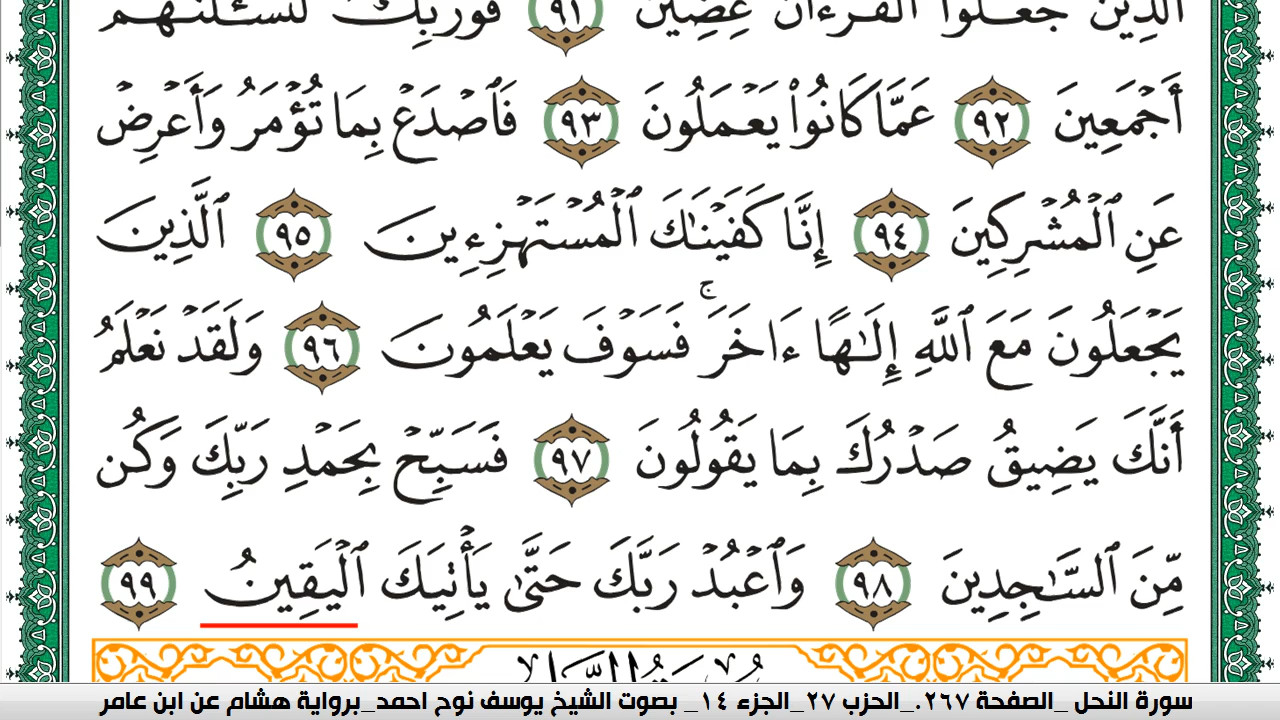 ٱلَّذِينَ جَعَلُوا۟ ٱلۡقُرۡءَانَ عِضِينَ ٩١ فَوَرَبِّكَ لَنَسۡـَٔلَنَّهُمۡ
أَجۡمَعِينَ ٩٢ عَمَّا كَانُوا۟ يَعۡمَلُونَ ٩٣ فَٱصۡدَعۡ بِمَا تُؤۡمَرُ وَأَعۡرِضۡ
عَنِ ٱلۡمُشۡرِكِينَ ٩٤ إِنَّا كَفَيۡنَٰكَ ٱلۡمُسۡتَهۡزِءِينَ ٩٥ ٱلَّذِينَ
يَجۡعَلُونَ مَعَ ٱللَّهِ إِلَٰهًا ءَاخَرَۚ فَسَوۡفَ يَعۡلَمُونَ ٩٦ وَلَقَدۡ نَعۡلَمُ
أَنَّكَ يَضِيقُ صَدۡرُكَ بِمَا يَقُولُونَ ٩٧ فَسَبِّحۡ بِحَمۡدِ رَبِّكَ وَكُن
مِّنَ ٱلسَّٰجِدِينَ ٩٨ وَٱعۡبُدۡ رَبَّكَ حَتَّىٰ يَأۡتِيَكَ ٱلۡيَقِينُ ٩٩
سورة النحل _الصفحة ٢٦٧._الحزب ٢٧_الجزء ١٤_ بصوت الشيخ يوسف نوح احمد_برواية هشام عن ابن عامر